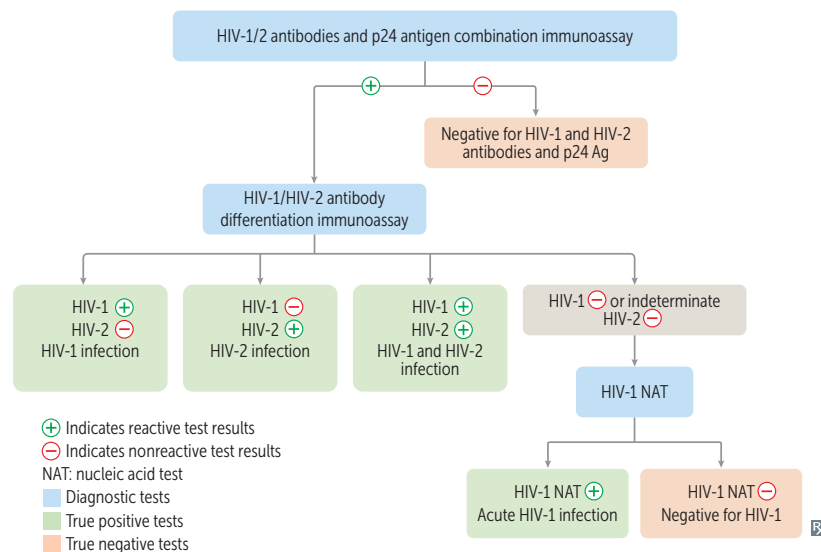 HIV-1/2 antibodies and p24 antigen combination immunoassay
+
−
Negative for HIV-1 and HIV-2
antibodies and p24 Ag
HIV-1/HIV-2 antibody
differentiation immunoassay
HIV-1 +
HIV-2 −
HIV-1 infection
HIV-1 −
HIV-2 +
HIV-2 infection
HIV-1 +
HIV-2 +
HIV-1 and HIV-2
infection
HIV-1 − or indeterminate
HIV-2 −
HIV-1 NAT
HIV-1 NAT +
Acute HIV-1 infection
HIV-1 NAT −
Negative for HIV-1
+ Indicates reactive test results
− Indicates nonreactive test results
NAT: nucleic acid test
Diagnostic tests
True positive tests
True negative tests